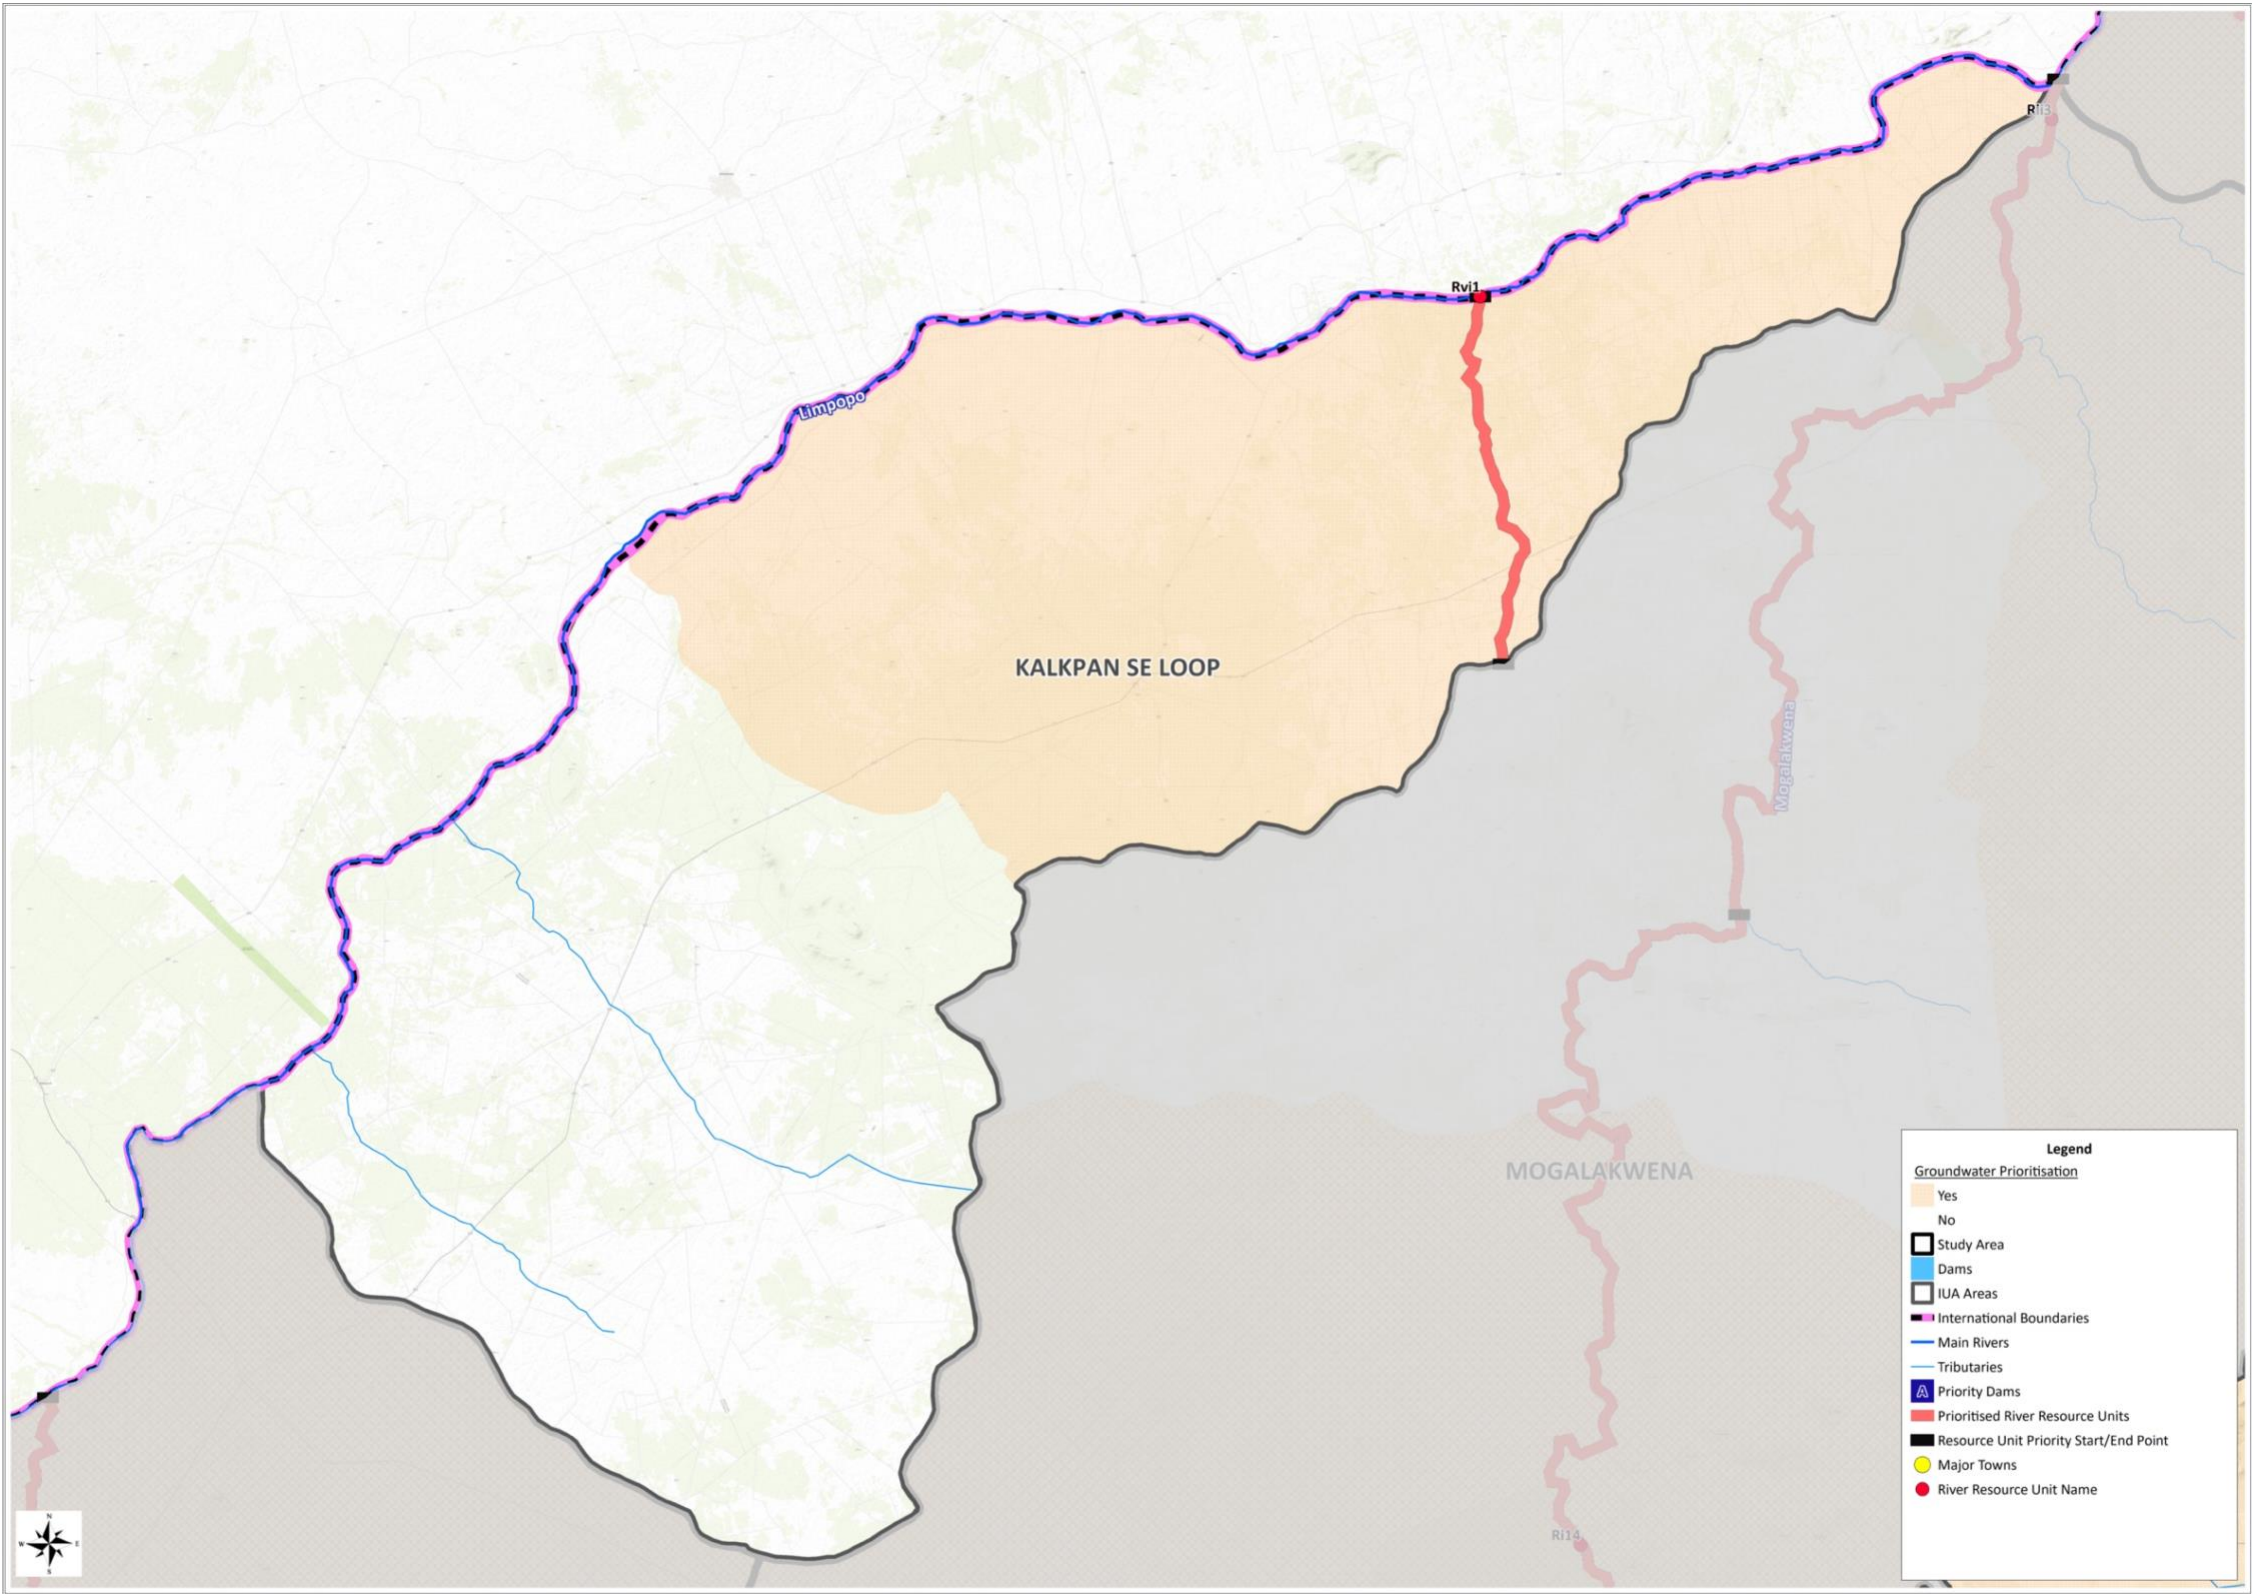 Rii3
Rvi1
Limpopo
KALKPAN SE LOOP
Mogalakwena
MOGALAKWENA
Ri14
Legend
Groundwater Prioritisation
Yes
No
Study Area
Dams
IUA Areas
International Boundaries
Main Rivers
Tributaries
A Priority Dams
Prioritised River Resource Units
Resource Unit Priority Start/End Point
Major Towns
River Resource Unit Name
N
W E
S